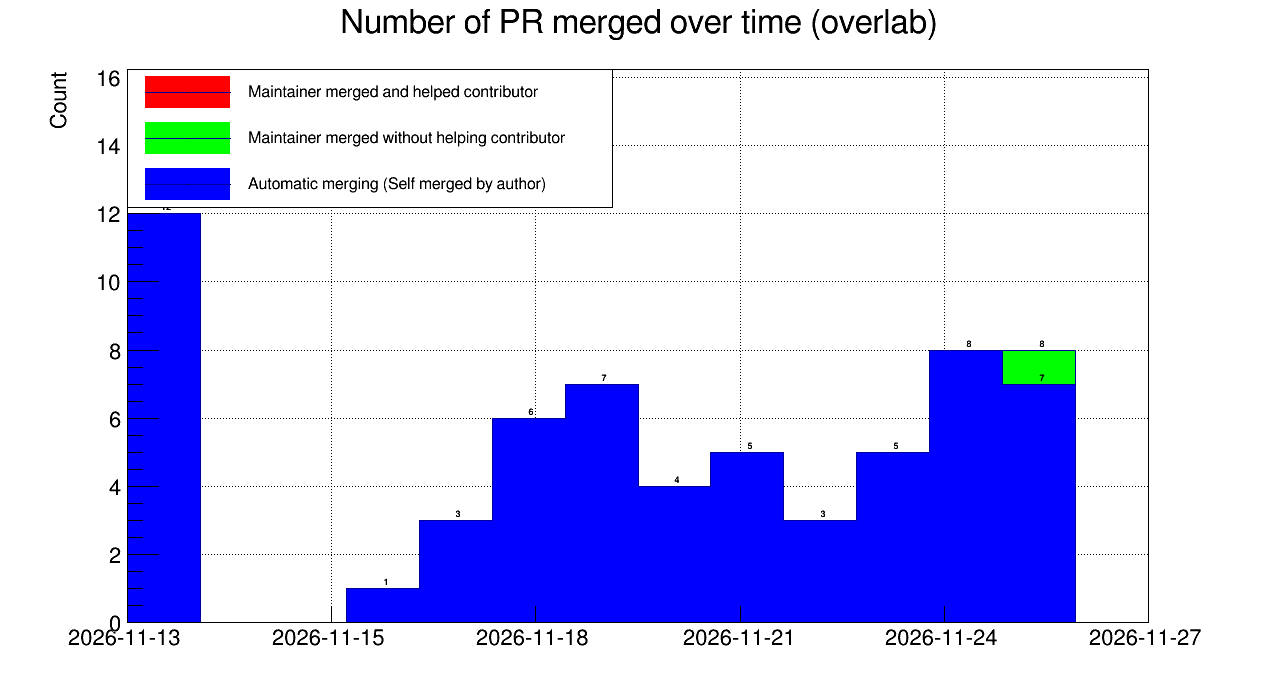 Number of PR merged over time (overlab)
Count
Maintainer merged and helped contributor
Maintainer merged without helping contributor
Automatic merging (Self merged by author)
16
14
12
10
8
6
4
2
0
8 8
7
7
6
5 5
4
3 3
1
2026-11-13 2026-11-15 2026-11-18 2026-11-21 2026-11-24 2026-11-27